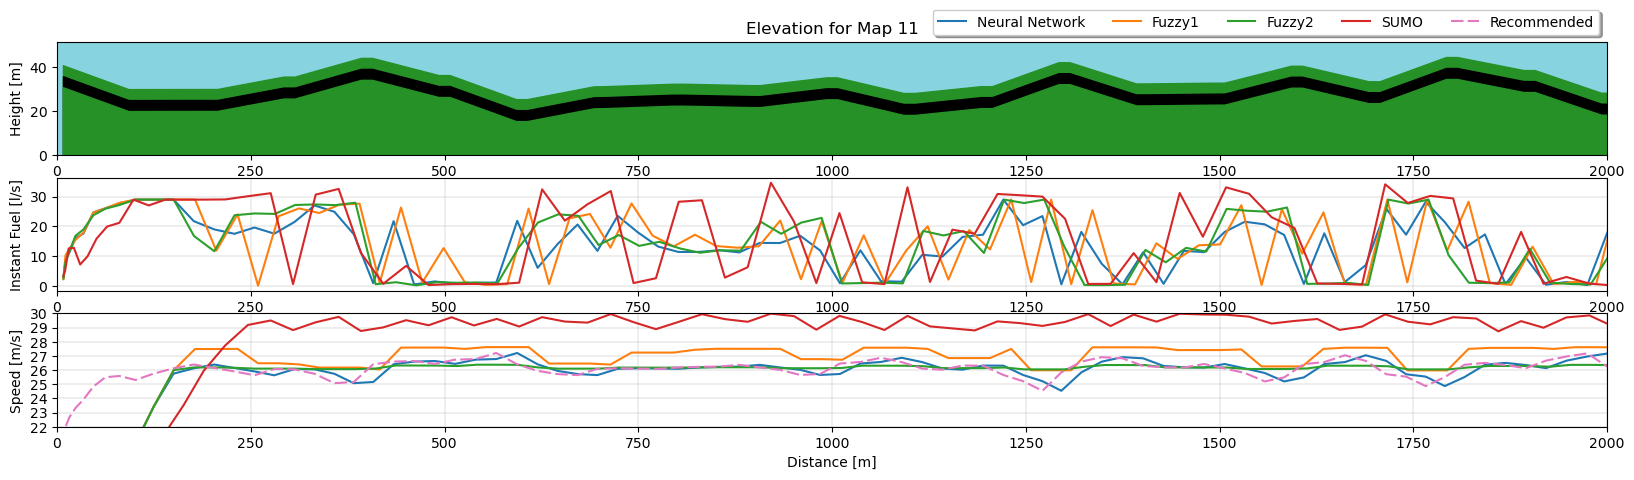 Elevation for Map 11
Neural Network Fuzzy1 Fuzzy2 SUMO Recommended
Height [m]
40
20
0
0 250 500 750 1000 1250 1500 1750 2000
Instant Fuel [l/s]
30
20
10
0
0 250 500 750 1000 1250 1500 1750 2000
Speed [m/s]
30
29
28
27
26
25
24
23
22
0 250 500 750 1000 1250 1500 1750 2000
Distance [m]